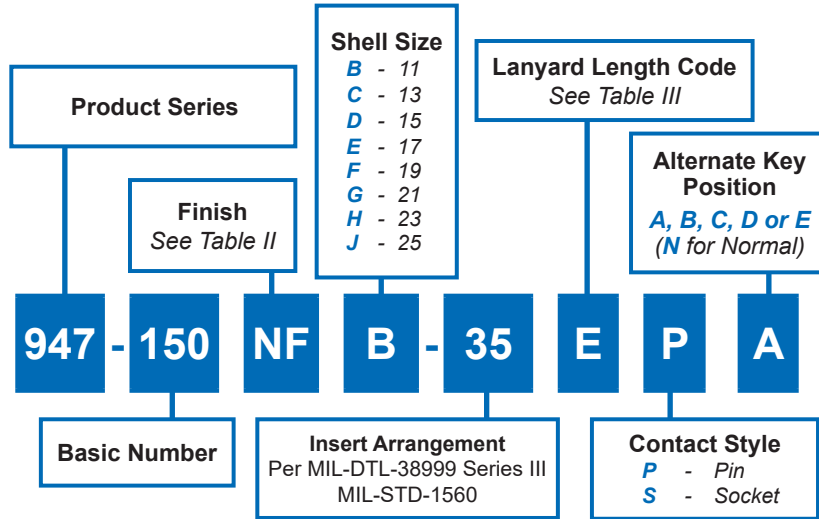 Product Series
Finish
See Table II
Shell Size
B - 11
C - 13
D - 15
E - 17
F - 19
G - 21
H - 23
J - 25
Lanyard Length Code
See Table III
Alternate Key
Position
A, B, C, D or E
(N for Normal)
947 - 150 NF B - 35 E P A
Basic Number
Insert Arrangement
Per MIL-DTL-38999 Series III
MIL-STD-1560
Contact Style
P - Pin
S - Socket